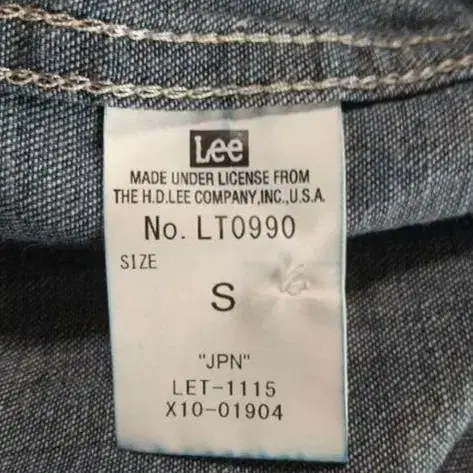 Lee
MADE UNDER LICENSE FROM
THE H.D.LEE COMPANY,INC.,U.S.A.
No. LT0990
SIZE
S
"JPN"
LET-1115
X10-01904